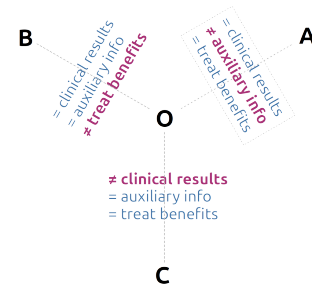 B
= clinical results
= auxiliary info
≠ treat benefits
A
= clinical results
≠ auxiliary info
= treat benefits
O
≠ clinical results
= auxiliary info
= treat benefits
C